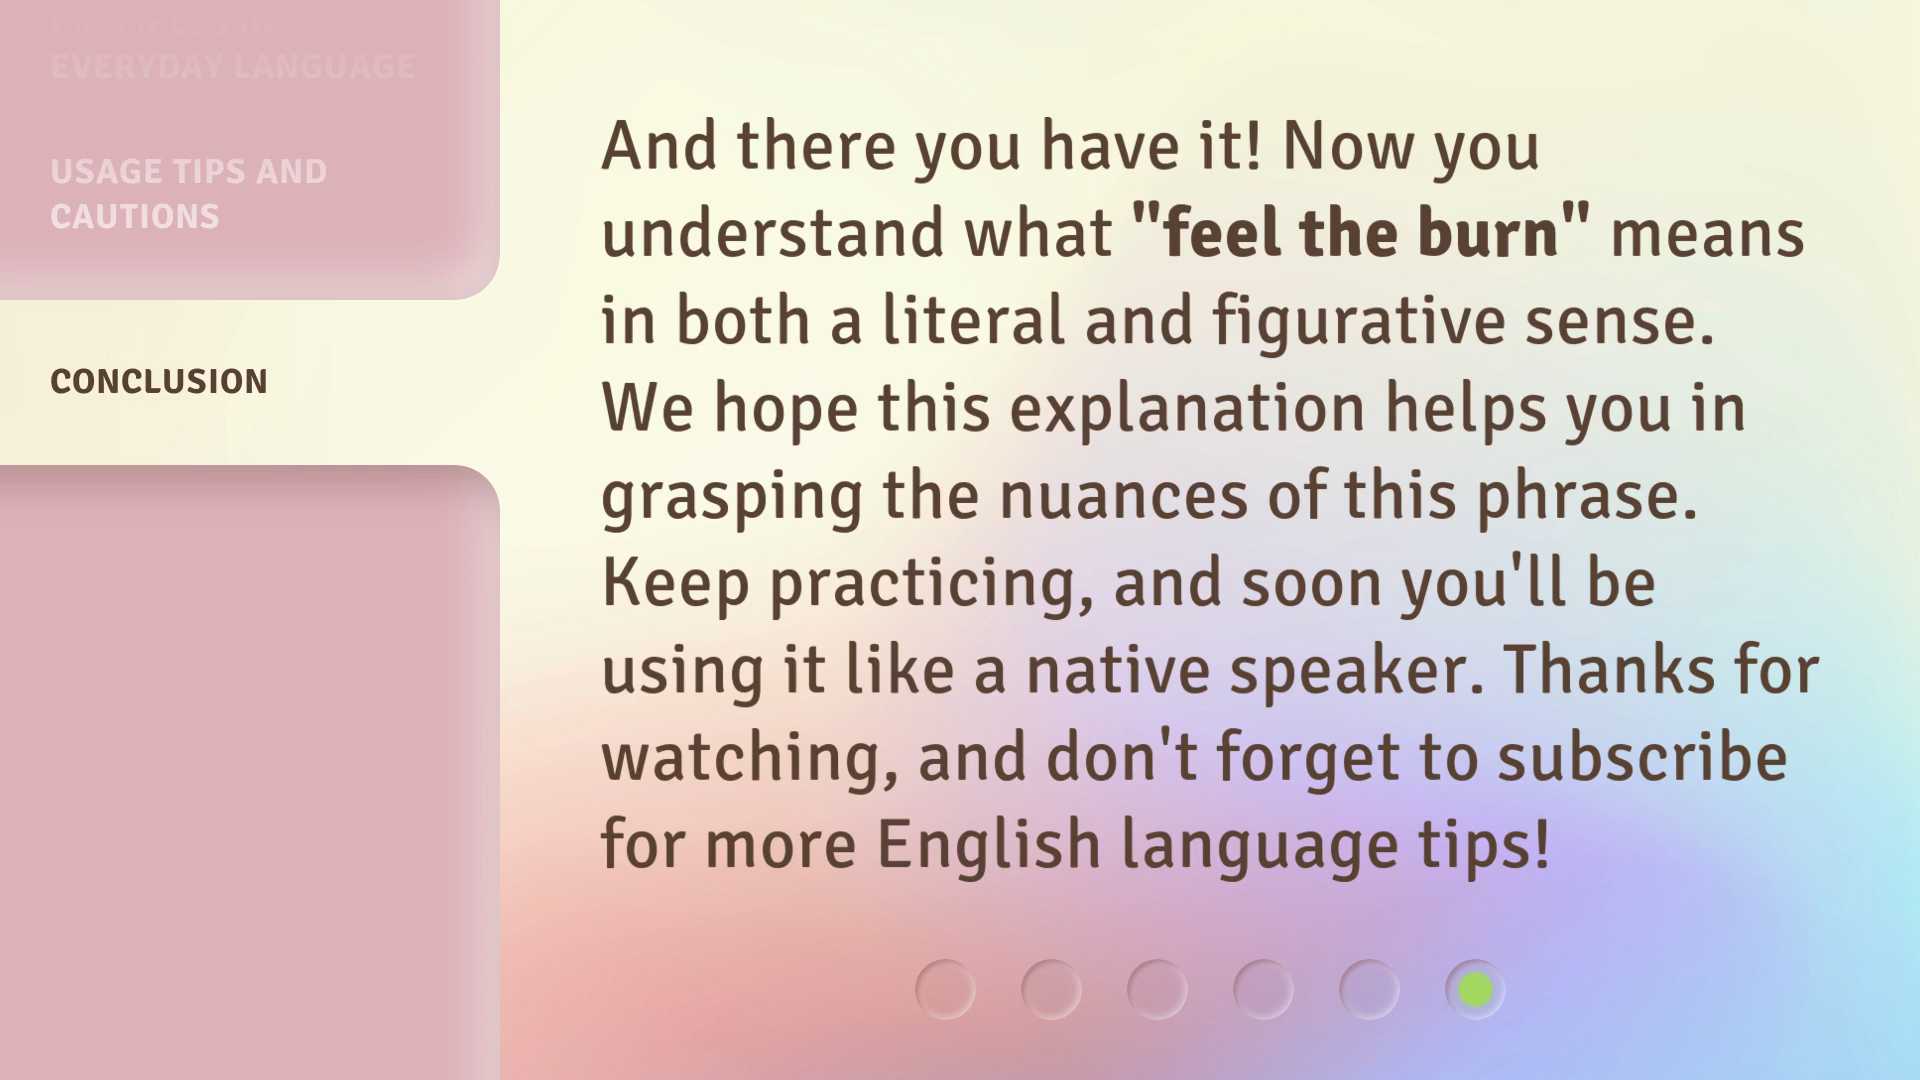 EXAMPLES IN
EVERYDAY LANGUAGE
USAGE TIPS AND
CAUTIONS
CONCLUSION
And there you have it! Now you
understand what "feel the burn" means
in both a literal and figurative sense.
We hope this explanation helps you in
grasping the nuances of this phrase.
Keep practicing, and soon you'll be
using it like a native speaker. Thanks for
watching, and don't forget to subscribe
for more English language tips!